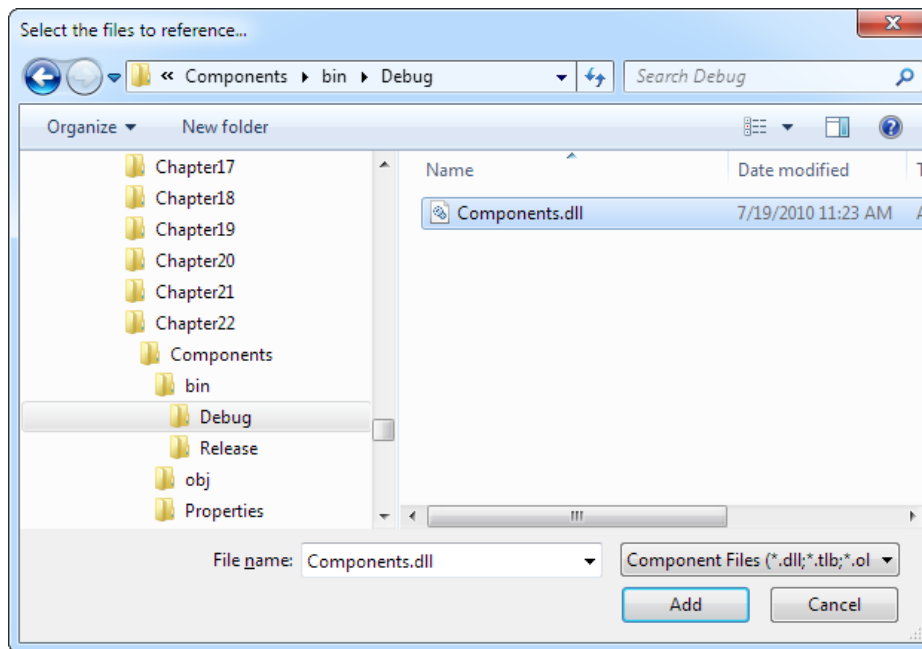 Select the files to reference...
« Components bin Debug
Search Debug
Organize New folder
Name Date modified T
Chapter17
Chapter18
Chapter19
Chapter20
Chapter21
Chapter22
Components
bin
Debug
Release
obj
Properties
Components.dll 7/19/2010 11:23 AM A
File name: Components.dll
Component Files (*.dll;*.tlb;*.ol
Add Cancel